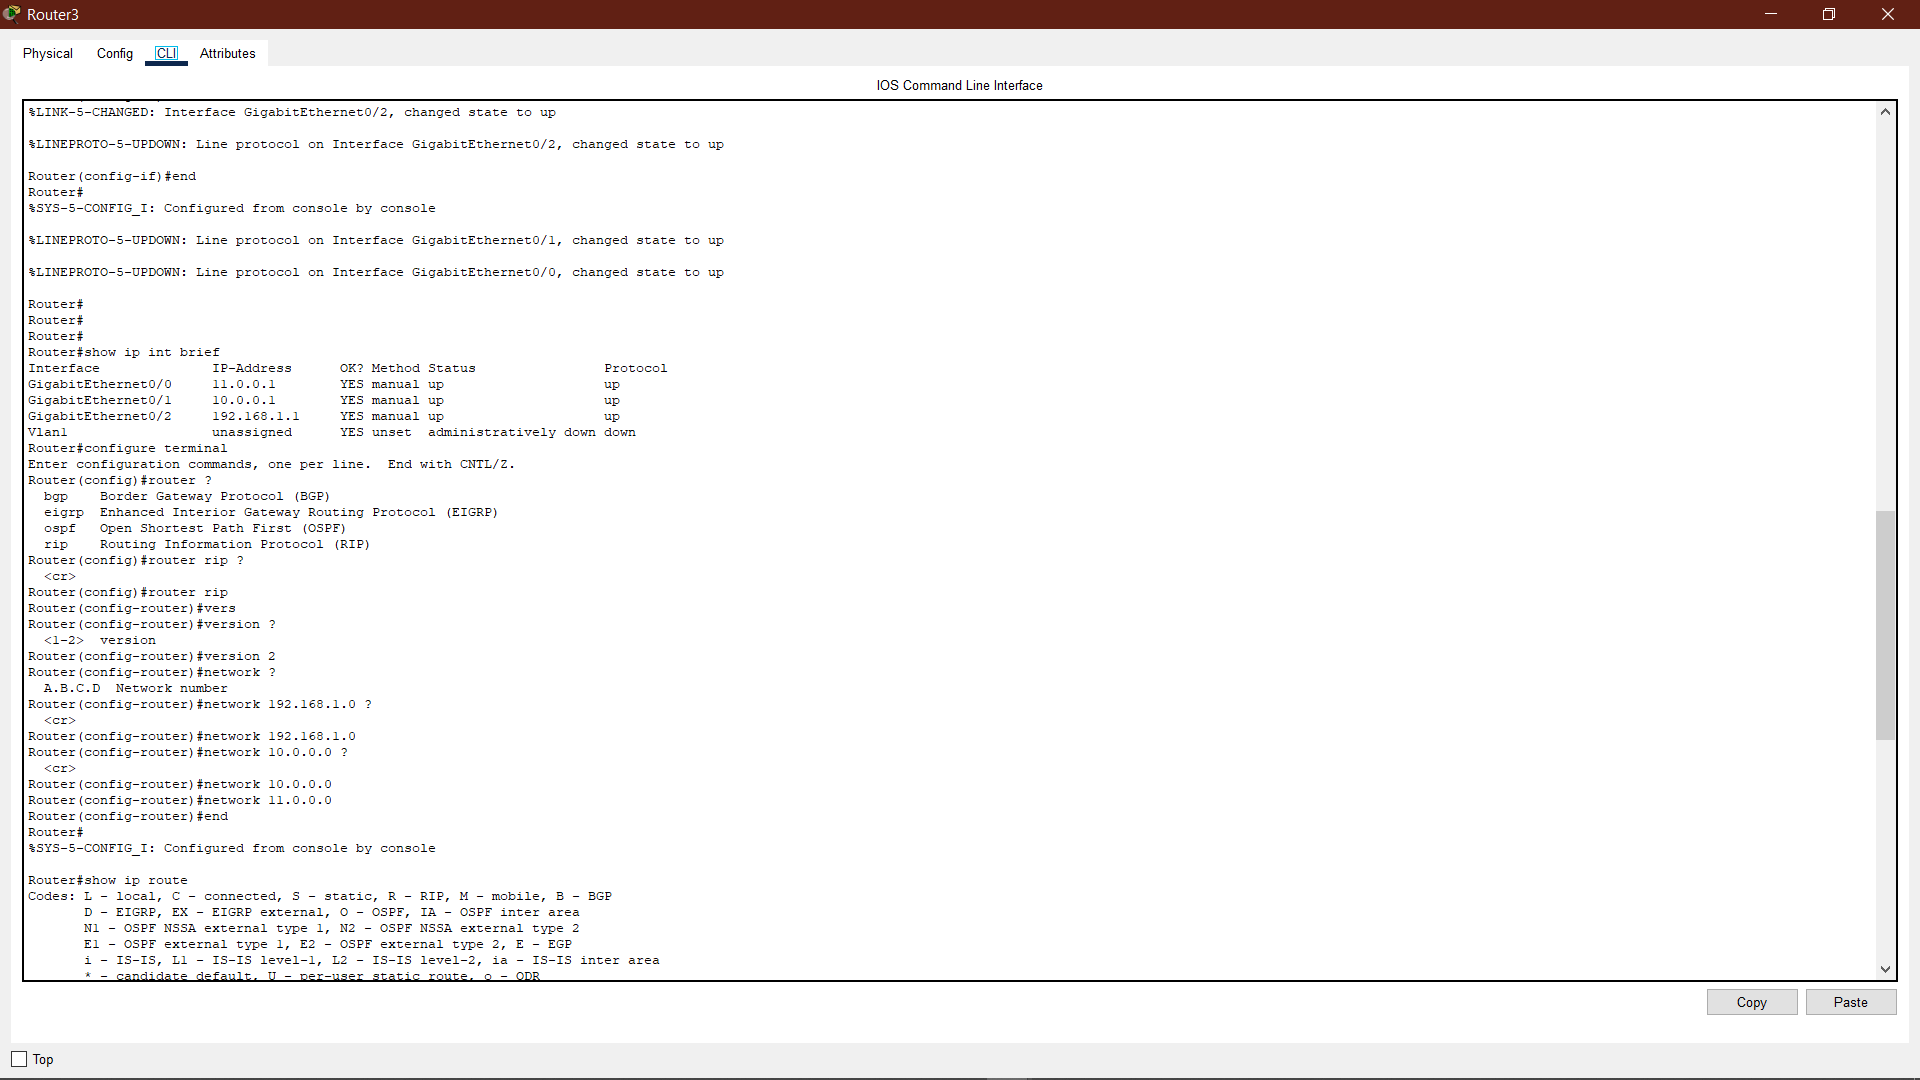 Router3
Physical Config CLI Attributes
IOS Command Line Interface
%LINK-5-CHANGED: Interface GigabitEthernet0/2, changed state to up
%LINEPROTO-5-UPDOWN: Line protocol on Interface GigabitEthernet0/2, changed state to up
Router(config-if)#end
Router#
%SYS-5-CONFIG_I: Configured from console by console
%LINEPROTO-5-UPDOWN: Line protocol on Interface GigabitEthernet0/1, changed state to up
%LINEPROTO-5-UPDOWN: Line protocol on Interface GigabitEthernet0/0, changed state to up
Router#
Router#
Router#
Router#show ip int brief
Interface IP-Address OK? Method Status Protocol
GigabitEthernet0/0 11.0.0.1 YES manual up up
GigabitEthernet0/1 10.0.0.1 YES manual up up
GigabitEthernet0/2 192.168.1.1 YES manual up up
Vlan1 unassigned YES unset administratively down down
Router#configure terminal
Enter configuration commands, one per line. End with CNTL/Z.
Router(config)#router ?
bgp Border Gateway Protocol (BGP)
eigrp Enhanced Interior Gateway Routing Protocol (EIGRP)
ospf Open Shortest Path First (OSPF)
rip Routing Information Protocol (RIP)
Router(config)#router rip ?
<cr>
Router(config)#router rip
Router(config-router)#vers
Router(config-router)#version ?
<1-2> version
Router(config-router)#version 2
Router(config-router)#network ?
A.B.C.D Network number
Router(config-router)#network 192.168.1.0 ?
<cr>
Router(config-router)#network 192.168.1.0
Router(config-router)#network 10.0.0.0 ?
<cr>
Router(config-router)#network 10.0.0.0
Router(config-router)#network 11.0.0.0
Router(config-router)#end
Router#
%SYS-5-CONFIG_I: Configured from console by console
Router#show ip route
Codes: L - local, C - connected, S - static, R - RIP, M - mobile, B - BGP
D - EIGRP, EX - EIGRP external, O - OSPF, IA - OSPF inter area
N1 - OSPF NSSA external type 1, N2 - OSPF NSSA external type 2
E1 - OSPF external type 1, E2 - OSPF external type 2, E - EGP
i - IS-IS, L1 - IS-IS level-1, L2 - IS-IS level-2, ia - IS-IS inter area
* - candidate default, U - per-user static route, o - ODR
Copy Paste
Top